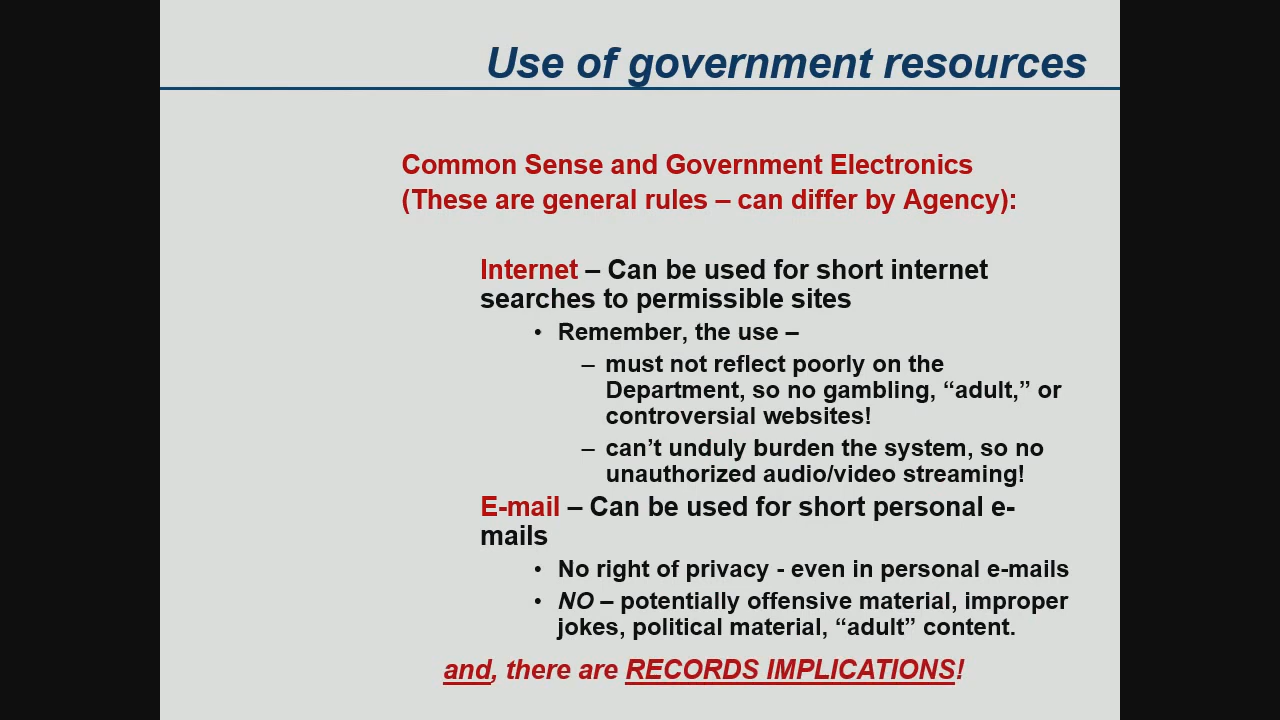 Use of government resources
Common Sense and Government Electronics
(These are general rules – can differ by Agency):
Internet – Can be used for short internet
searches to permissible sites
• Remember, the use –
– must not reflect poorly on the
Department, so no gambling, “adult,” or
controversial websites!
– can’t unduly burden the system, so no
unauthorized audio/video streaming!
E-mail – Can be used for short personal e-
mails
• No right of privacy - even in personal e-mails
• NO – potentially offensive material, improper
jokes, political material, “adult” content.
and, there are RECORDS IMPLICATIONS!